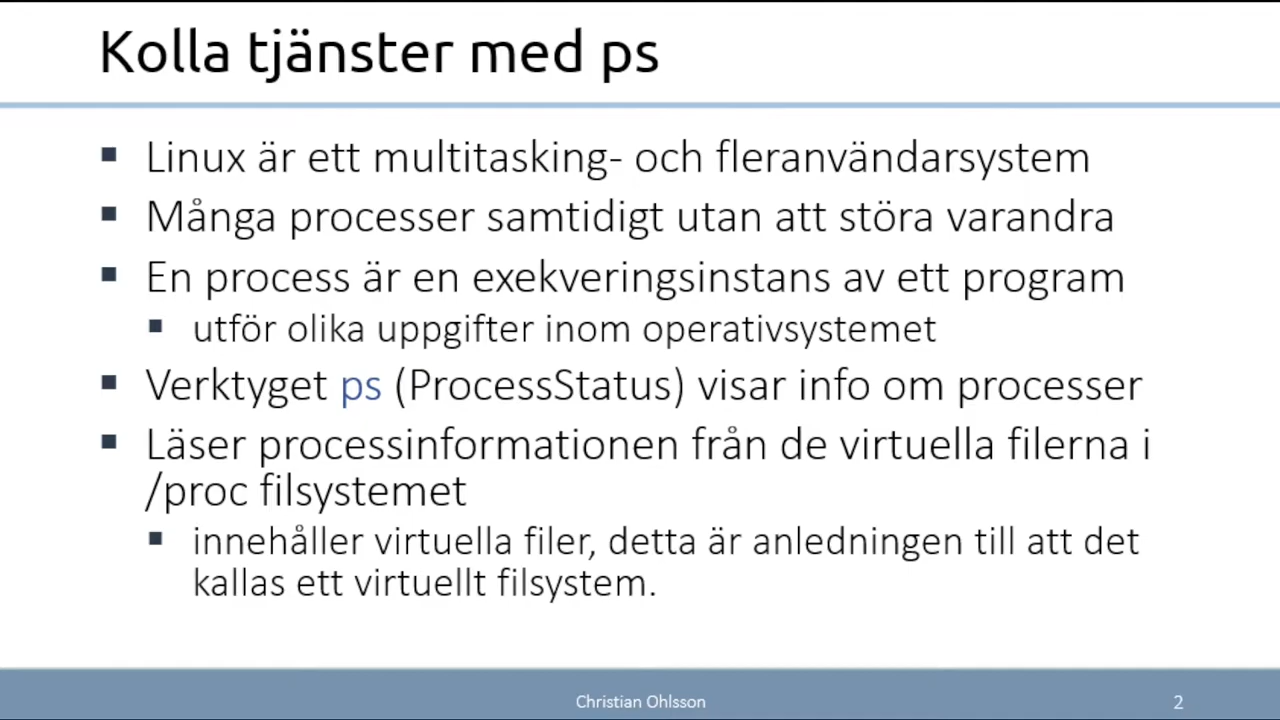 Kolla tjänster med ps
▪ Linux är ett multitasking- och fleranvändarsystem
▪ Många processer samtidigt utan att störa varandra
▪ En process är en exekveringsinstans av ett program
▪ utför olika uppgifter inom operativsystemet
▪ Verktyget ps (ProcessStatus) visar info om processer
▪ Läser processinformationen från de virtuella filerna i
/proc filsystemet
▪ innehåller virtuella filer, detta är anledningen till att det
kallas ett virtuellt filsystem.
Christian Ohlsson
2